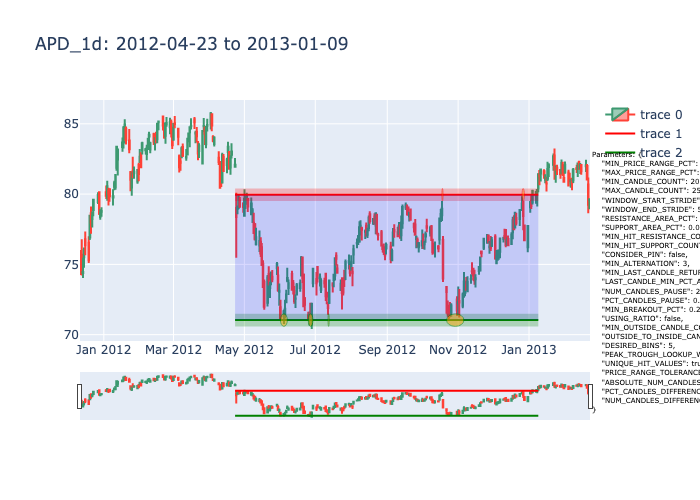 APD_1d: 2012-04-23 to 2013-01-09
85
80
75
70
Jan 2012
Mar 2012
May 2012
Jul 2012
Sep 2012
Nov 2012
Jan 2013
trace 0
trace 1
trace 2
Parameters: {
"MIN_PRICE_RANGE_PCT":
"MAX_PRICE_RANGE_PCT":
"MIN_CANDLE_COUNT": 20
"MAX_CANDLE_COUNT": 25
"WINDOW_START_STRIDE"
"WINDOW_END_STRIDE": 5
"RESISTANCE_AREA_PCT":
"SUPPORT_AREA_PCT": 0.0
"MIN_HIT_RESISTANCE_CO
"MIN_HIT_SUPPORT_COUNT
"CONSIDER_PIN": false,
"MIN_ALTERNATION": 3,
"MIN_LAST_CANDLE_RETUR
"LAST_CANDLE_MIN_PCT_A
"NUM_CANDLES_PAUSE": 2
"PCT_CANDLES_PAUSE": 0.
"MIN_BREAKOUT_PCT": 0.2
"USING_RATIO": false,
"MIN_OUTSIDE_CANDLE_CO
"OUTSIDE_TO_INSIDE_CAN
"DESIRED_BINS": 5,
"PEAK_TROUGH_LOOKUP_W
"UNIQUE_HIT_VALUES": tru
"PRICE_RANGE_TOLERANC
"ABSOLUTE_NUM_CANDLES
"PCT_CANDLES_DIFFERENC
"NUM_CANDLES_DIFFERENC
}